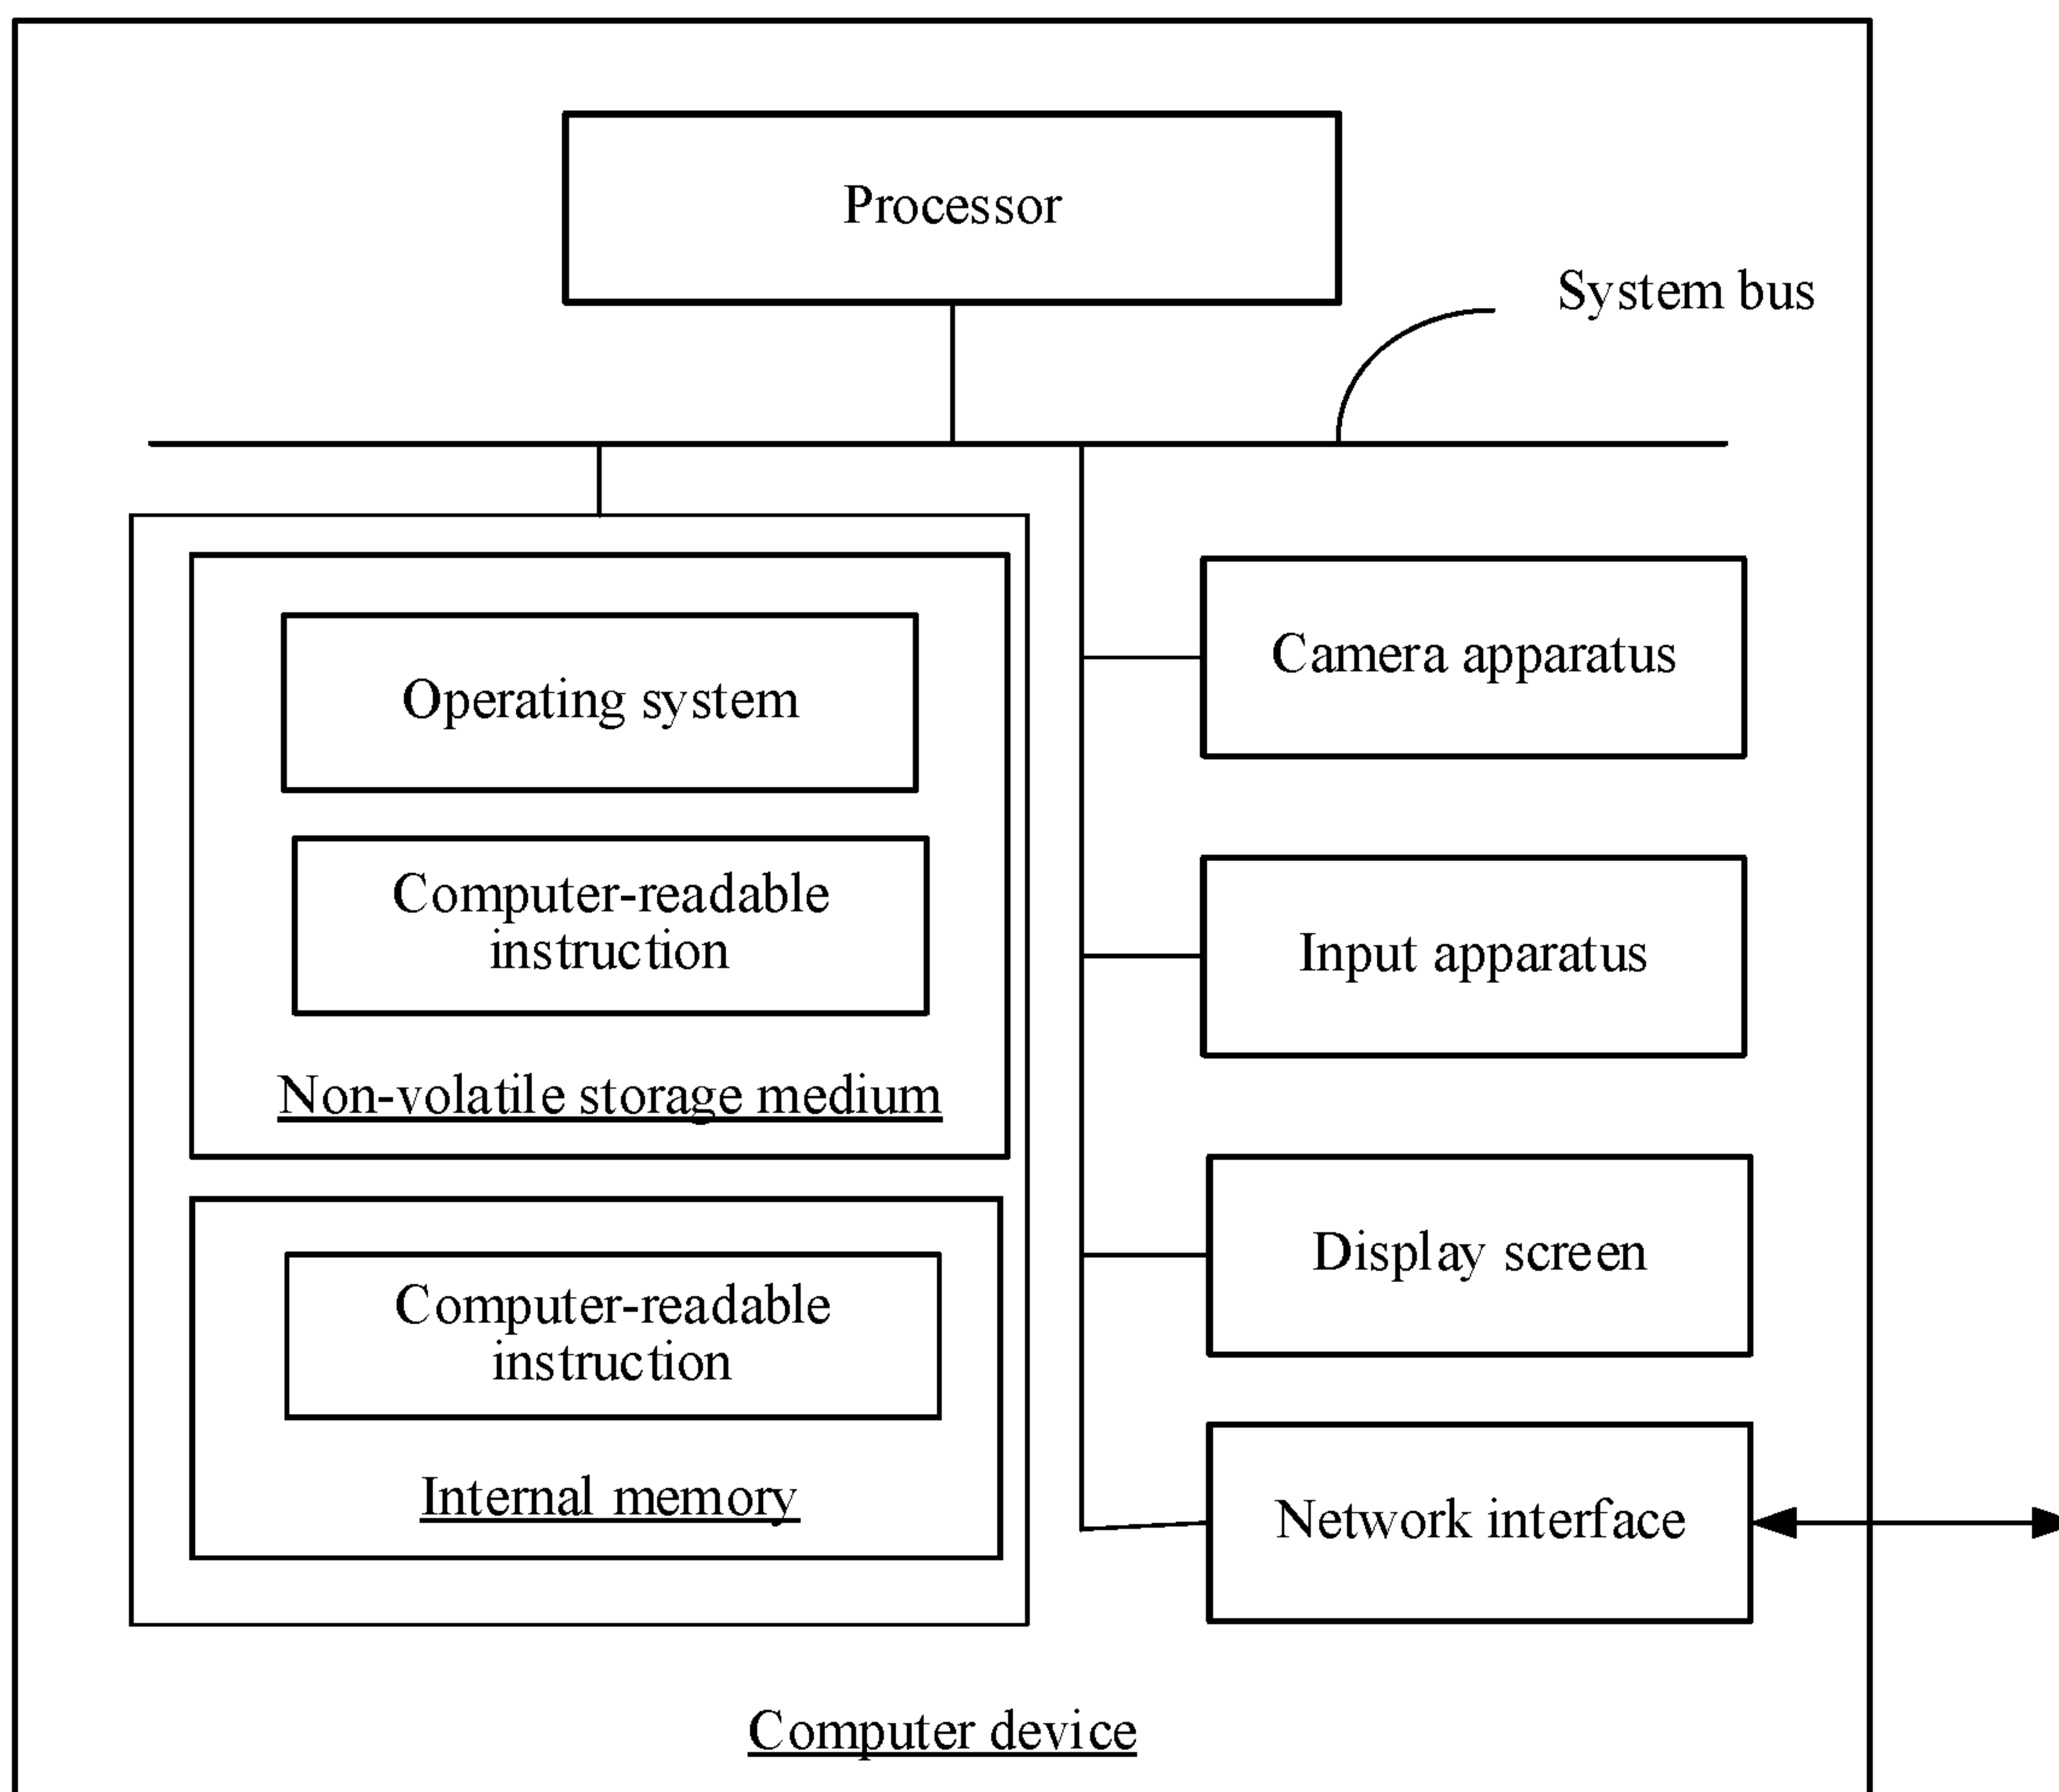 Processor
System bus
Operating system
Computer-readable
instruction
Non-volatile storage medium
Computer-readable
instruction
Internal memory
Camera apparatus
Input apparatus
Display screen
Network interface
Computer device